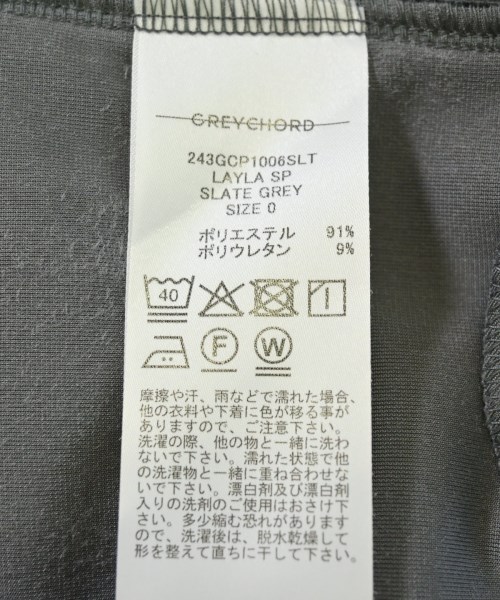 GREYCHORD
243GCP1006SLT
LAYLA SP
SLATE GREY
SIZE 0
ポリエステル 91%
ポリウレタン 9%
40
F W
摩擦や汗、雨などで濡れた場合、
他の衣料や下着に色が移る事が
ありますので、ご注意下さい。
洗濯の際、他の物と一緒に洗わ
ないで下さい。濡れた状態で他
の洗濯物と一緒に重ね合わせな
いで下さい。漂白剤及び漂白剤
入りの洗剤のご使用はおさけ下
さい。多少縮む恐れがあります
ので、洗濯後は、脱水乾燥して
形を整えて直ちに干して下さい。